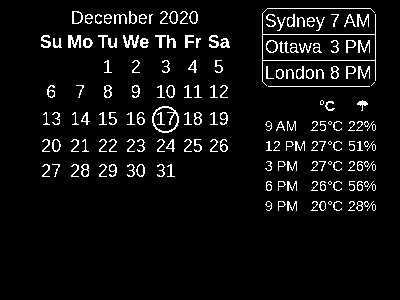 December 2020
Su Mo Tu We Th Fr Sa
1 2 3 4 5
6 7 8 9 10 11 12
13 14 15 16 17 18 19
20 21 22 23 24 25 26
27 28 29 30 31
Sydney 7 AM
Ottawa 3 PM
London 8 PM
°C ☂
9 AM 25°C 22%
12 PM 27°C 51%
3 PM 27°C 26%
6 PM 26°C 56%
9 PM 20°C 28%